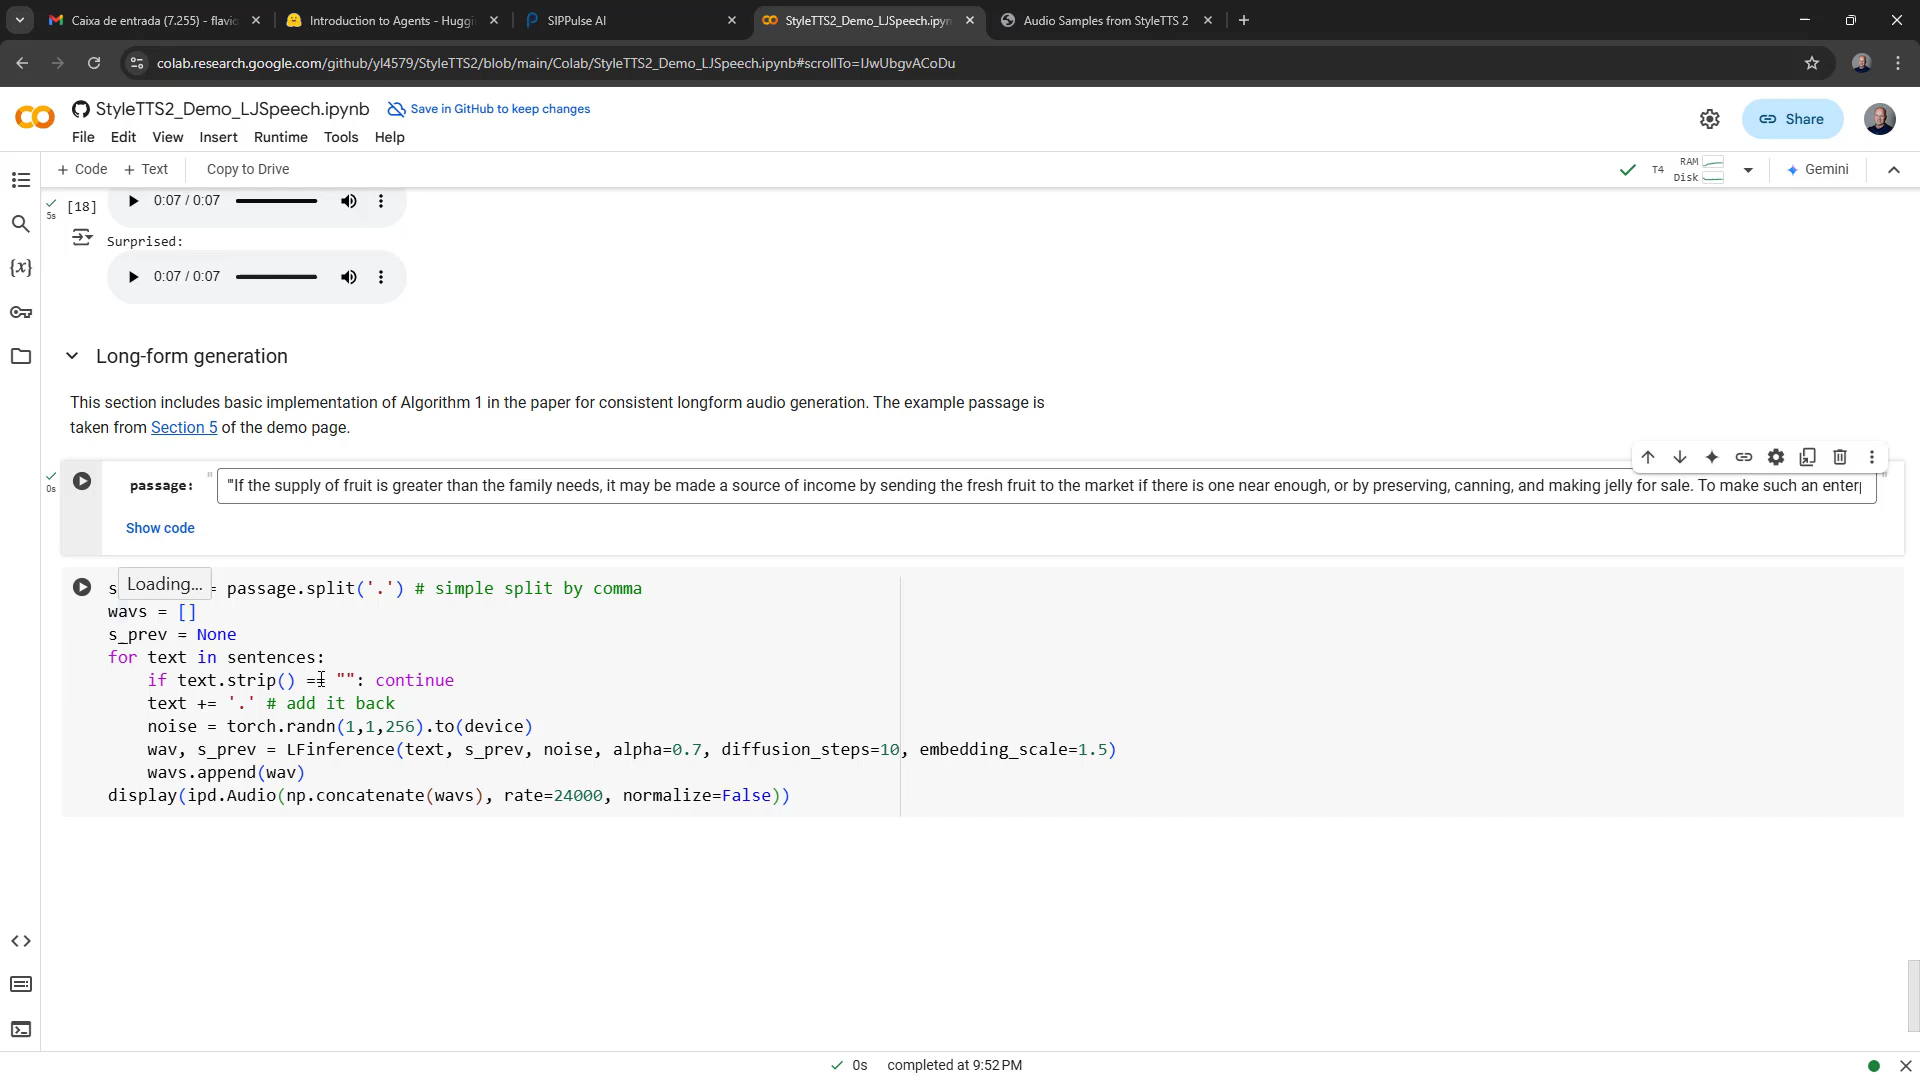 Caixa de entrada (7.255) - flavio
Introduction to Agents - Huggi
SIPPulse AI
StyleTTS2_Demo_LJSpeech.ipyn
Audio Samples from StyleTTS 2
colab.research.google.com/github/yl4579/StyleTTS2/blob/main/Colab/StyleTTS2_Demo_LJSpeech.ipynb#scrollTo=IJwUbgvACoDu
StyleTTS2_Demo_LJSpeech.ipynb
Save in GitHub to keep changes
Share
File Edit View Insert Runtime Tools Help
+ Code + Text Copy to Drive
T4 RAM Disk
Gemini
5s
[18]
0:07 / 0:07
Surprised:
0:07 / 0:07
Long-form generation
This section includes basic implementation of Algorithm 1 in the paper for consistent longform audio generation. The example passage is
taken from Section 5 of the demo page.
0s
passage: " "'If the supply of fruit is greater than the family needs, it may be made a source of income by sending the fresh fruit to the market if there is one near enough, or by preserving, canning, and making jelly for sale. To make such an enterp "
Show code
Loading...
s = passage.split('.') # simple split by comma
wavs = []
s_prev = None
for text in sentences:
    if text.strip() == "": continue
    text += '.' # add it back
    noise = torch.randn(1,1,256).to(device)
    wav, s_prev = LFinference(text, s_prev, noise, alpha=0.7, diffusion_steps=10, embedding_scale=1.5)
    wavs.append(wav)
display(ipd.Audio(np.concatenate(wavs), rate=24000, normalize=False))
0s completed at 9:52 PM